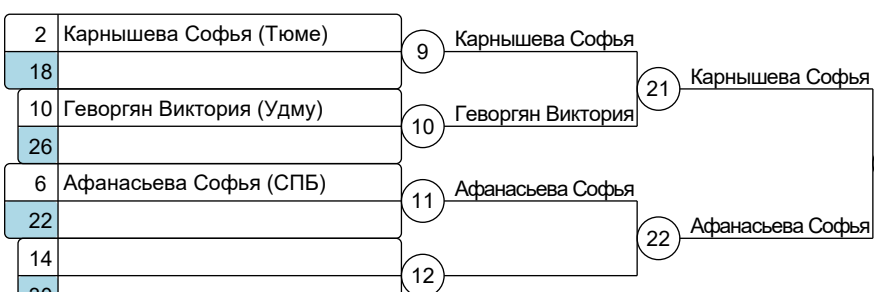 2 Карнышева Софья (Тюме)
9 Карнышева Софья
18
21 Карнышева Софья
10 Геворгян Виктория (Удму)
10 Геворгян Виктория
26
6 Афанасьева Софья (СПБ)
11 Афанасьева Софья
22
22 Афанасьева Софья
14
12